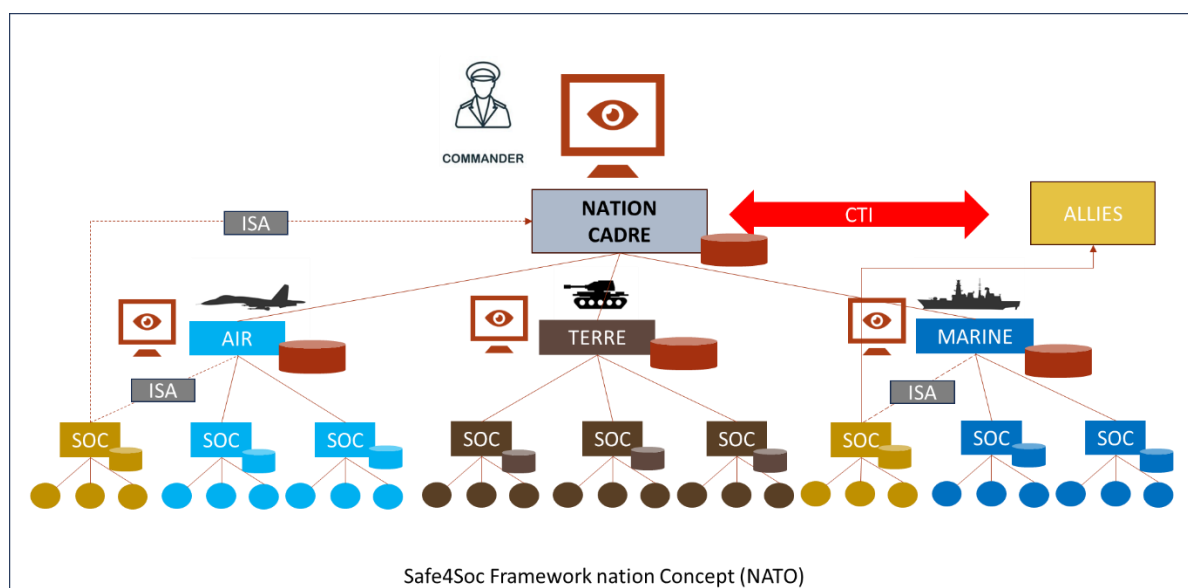 COMMANDER
NATION
CADRE
CTI
ALLIES
ISA
AIR
TERRE
MARINE
ISA
ISA
SOC
SOC
SOC
SOC
SOC
SOC
SOC
SOC
SOC
Safe4Soc Framework nation Concept (NATO)